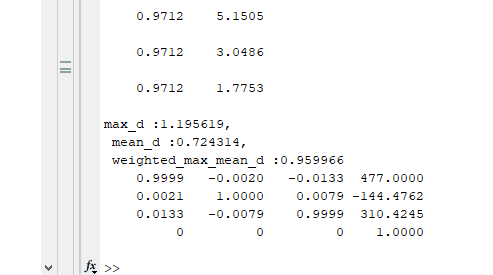 0.9712 5.1505
0.9712 3.0486
0.9712 1.7753
max_d :1.195619,
mean_d :0.724314,
weighted_max_mean_d :0.959966
0.9999 -0.0020 -0.0133 477.0000
0.0021 1.0000 0.0079 -144.4762
0.0133 -0.0079 0.9999 310.4245
0 0 0 1.0000
fx >>